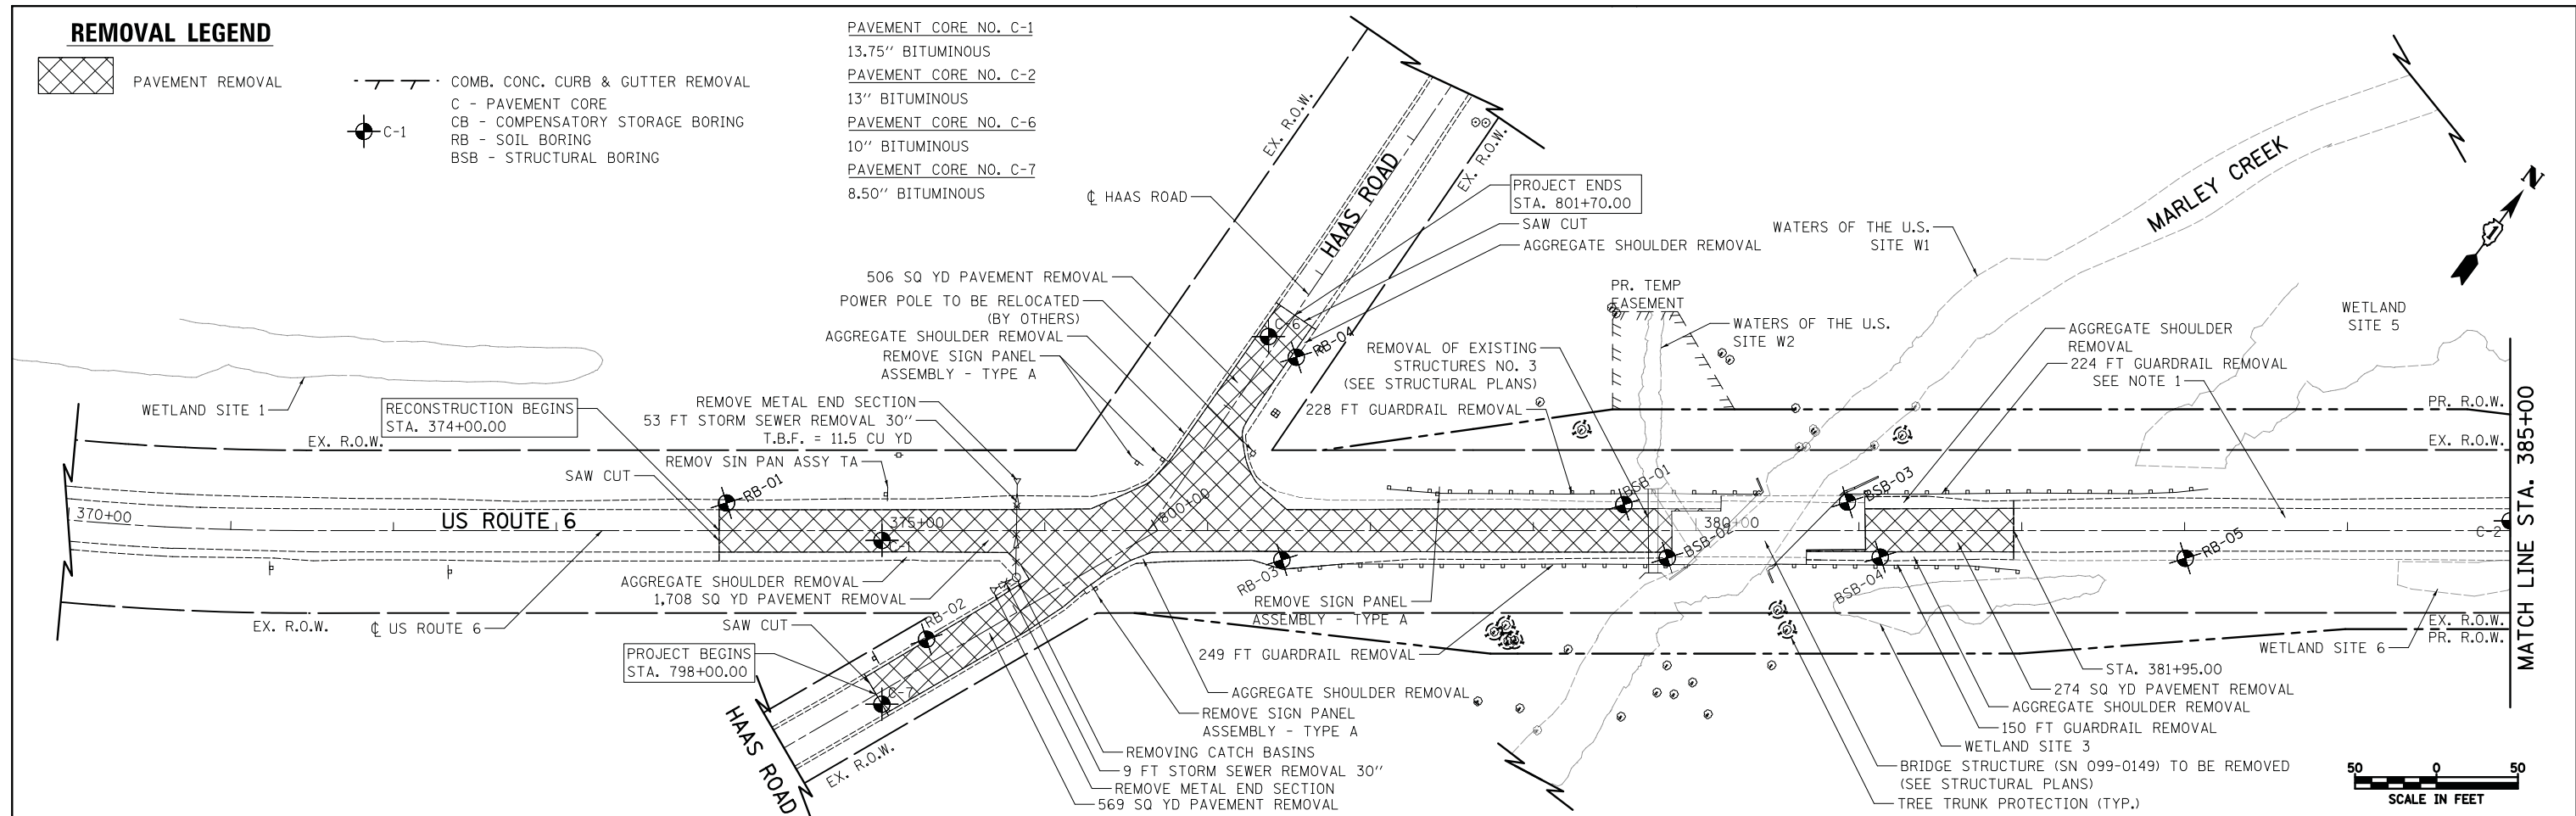 REMOVAL LEGEND
PAVEMENT REMOVAL
COMB. CONC. CURB & GUTTER REMOVAL
C-1
C - PAVEMENT CORE
CB - COMPENSATORY STORAGE BORING
RB - SOIL BORING
BSB - STRUCTURAL BORING
PAVEMENT CORE NO. C-1
13.75" BITUMINOUS
PAVEMENT CORE NO. C-2
13" BITUMINOUS
PAVEMENT CORE NO. C-6
10" BITUMINOUS
PAVEMENT CORE NO. C-7
8.50" BITUMINOUS
EX. R.O.W.
HAAS ROAD
EX. R.O.W.
℄ HAAS ROAD
PROJECT ENDS
STA. 801+70.00
SAW CUT
AGGREGATE SHOULDER REMOVAL
WATERS OF THE U.S.
SITE W1
MARLEY CREEK
N
1
506 SQ YD PAVEMENT REMOVAL
POWER POLE TO BE RELOCATED
(BY OTHERS)
AGGREGATE SHOULDER REMOVAL
REMOVE SIGN PANEL
ASSEMBLY - TYPE A
C-6
RB-04
PR. TEMP
EASEMENT
WATERS OF THE U.S.
SITE W2
REMOVAL OF EXISTING
STRUCTURES NO. 3
(SEE STRUCTURAL PLANS)
228 FT GUARDRAIL REMOVAL
WETLAND
SITE 5
AGGREGATE SHOULDER
REMOVAL
224 FT GUARDRAIL REMOVAL
SEE NOTE 1
WETLAND SITE 1
RECONSTRUCTION BEGINS
STA. 374+00.00
REMOVE METAL END SECTION
53 FT STORM SEWER REMOVAL 30"
T.B.F. = 11.5 CU YD
REMOV SIN PAN ASSY TA
EX. R.O.W.
SAW CUT
PR. R.O.W.
EX. R.O.W.
MATCH LINE STA. 385+00
RB-01
BSB-01
BSB-03
370+00
US ROUTE 6
375+00
C-1
800+00
380+00
C-2
BSB-02
RB-03
BSB-04
RB-05
AGGREGATE SHOULDER REMOVAL
1,708 SQ YD PAVEMENT REMOVAL
RB-02
EX. R.O.W.
℄ US ROUTE 6
SAW CUT
PROJECT BEGINS
STA. 798+00.00
C-7
REMOVE SIGN PANEL
ASSEMBLY - TYPE A
249 FT GUARDRAIL REMOVAL
EX. R.O.W.
PR. R.O.W.
WETLAND SITE 6
STA. 381+95.00
274 SQ YD PAVEMENT REMOVAL
AGGREGATE SHOULDER REMOVAL
150 FT GUARDRAIL REMOVAL
WETLAND SITE 3
BRIDGE STRUCTURE (SN 099-0149) TO BE REMOVED
(SEE STRUCTURAL PLANS)
TREE TRUNK PROTECTION (TYP.)
AGGREGATE SHOULDER REMOVAL
REMOVE SIGN PANEL
ASSEMBLY - TYPE A
REMOVING CATCH BASINS
9 FT STORM SEWER REMOVAL 30"
REMOVE METAL END SECTION
569 SQ YD PAVEMENT REMOVAL
HAAS ROAD
EX. R.O.W.
50 0 50
SCALE IN FEET